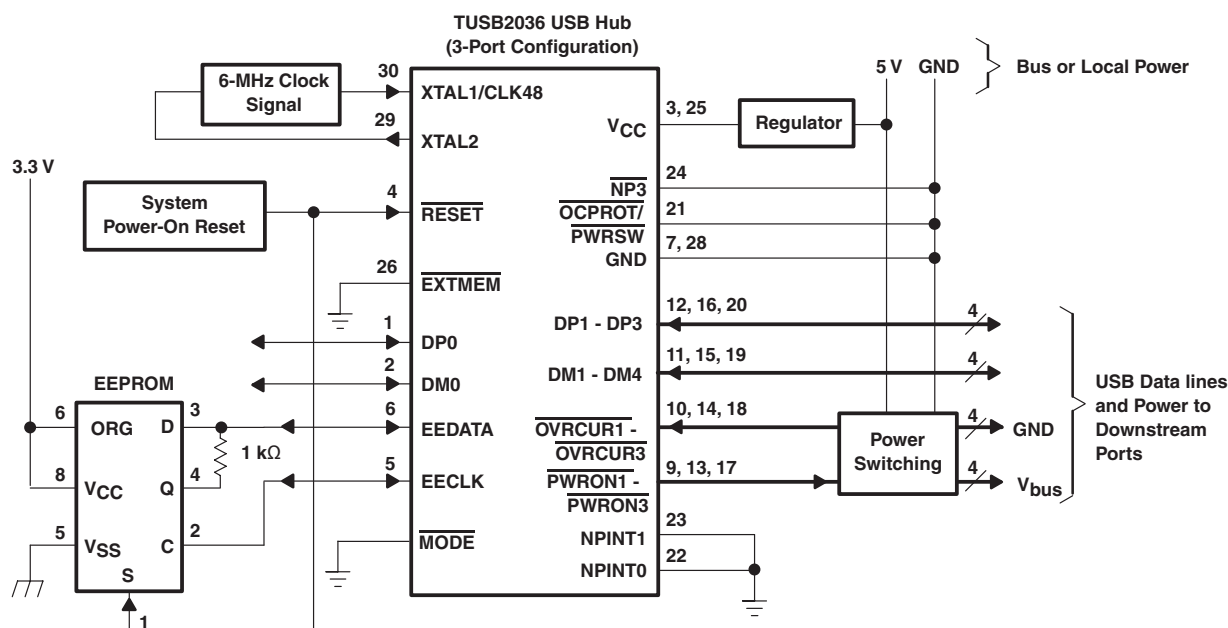 TUSB2036 USB Hub
(3-Port Configuration)
6-MHz Clock
Signal
30
XTAL1/CLK48
29
XTAL2
3.3 V
System
Power-On Reset
4
RESET
26
EXTMEM
1
DP0
2
DM0
EEPROM
6
ORG
D
3
6
EEDATA
1 kΩ
8
VCC
Q
4
5
EECLK
5
VSS
C
2
MODE
S
1
5 V
GND
Bus or Local Power
VCC
3, 25
Regulator
NP3
24
OCPROT/
PWRSW
21
GND
7, 28
DP1 - DP3
12, 16, 20
4
DM1 - DM4
11, 15, 19
4
OVRCUR1 -
OVRCUR3
10, 14, 18
Power
Switching
4
GND
PWRON1 -
PWRON3
9, 13, 17
4
Vbus
USB Data lines
and Power to
Downstream
Ports
NPINT1
23
NPINT0
22